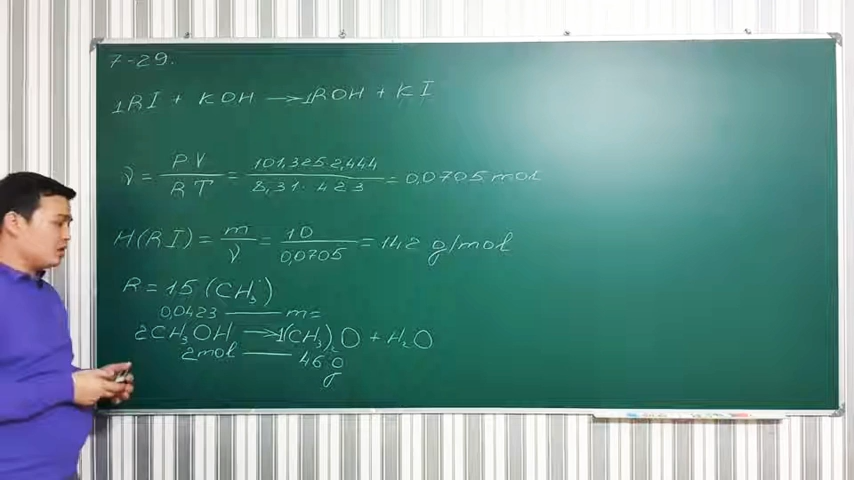 7-29.
1RI + KOH → 1ROH + KI
ν = PV / RT = 101,325·2,444 / 8,31·423 = 0,0705 mol
M(RI) = m / ν = 10 / 0,0705 = 142 g/mol
R = 15 (CH₃)
0,0423 — m =
2CH₃OH → 1(CH₃)₂O + H₂O
2mol — 46 g